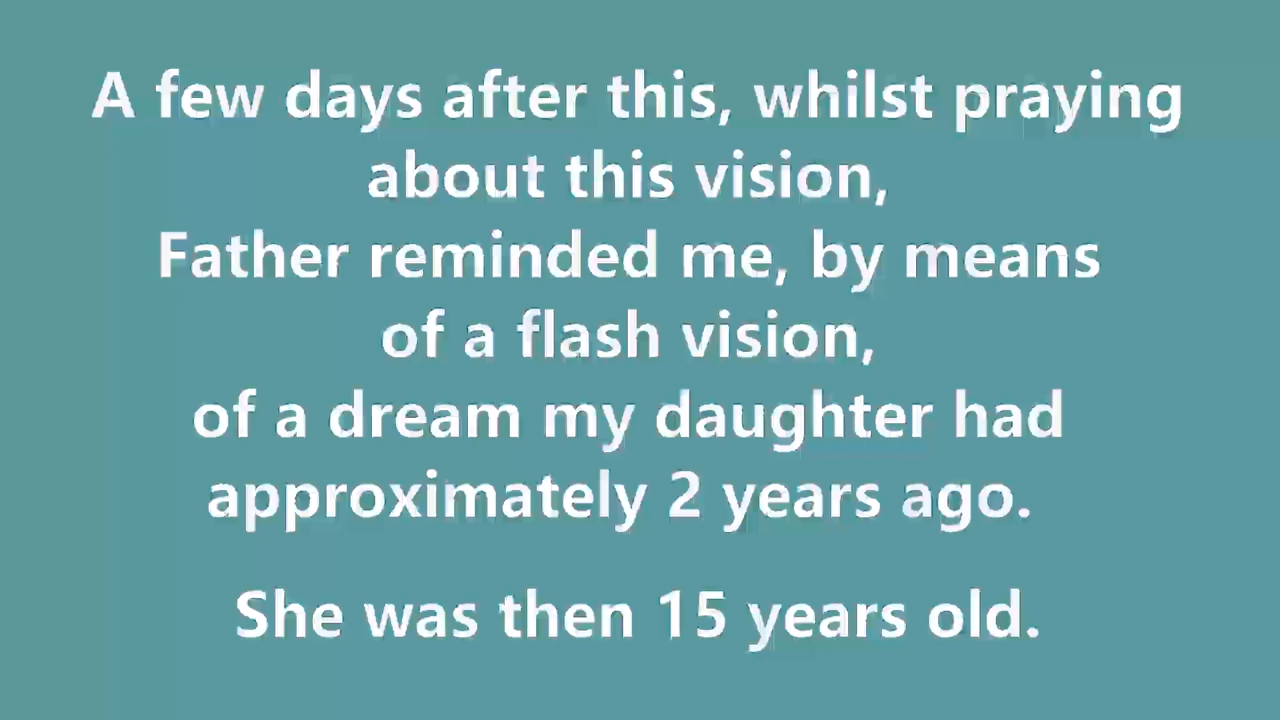 A few days after this, whilst praying
about this vision,
Father reminded me, by means
of a flash vision,
of a dream my daughter had
approximately 2 years ago.
She was then 15 years old.